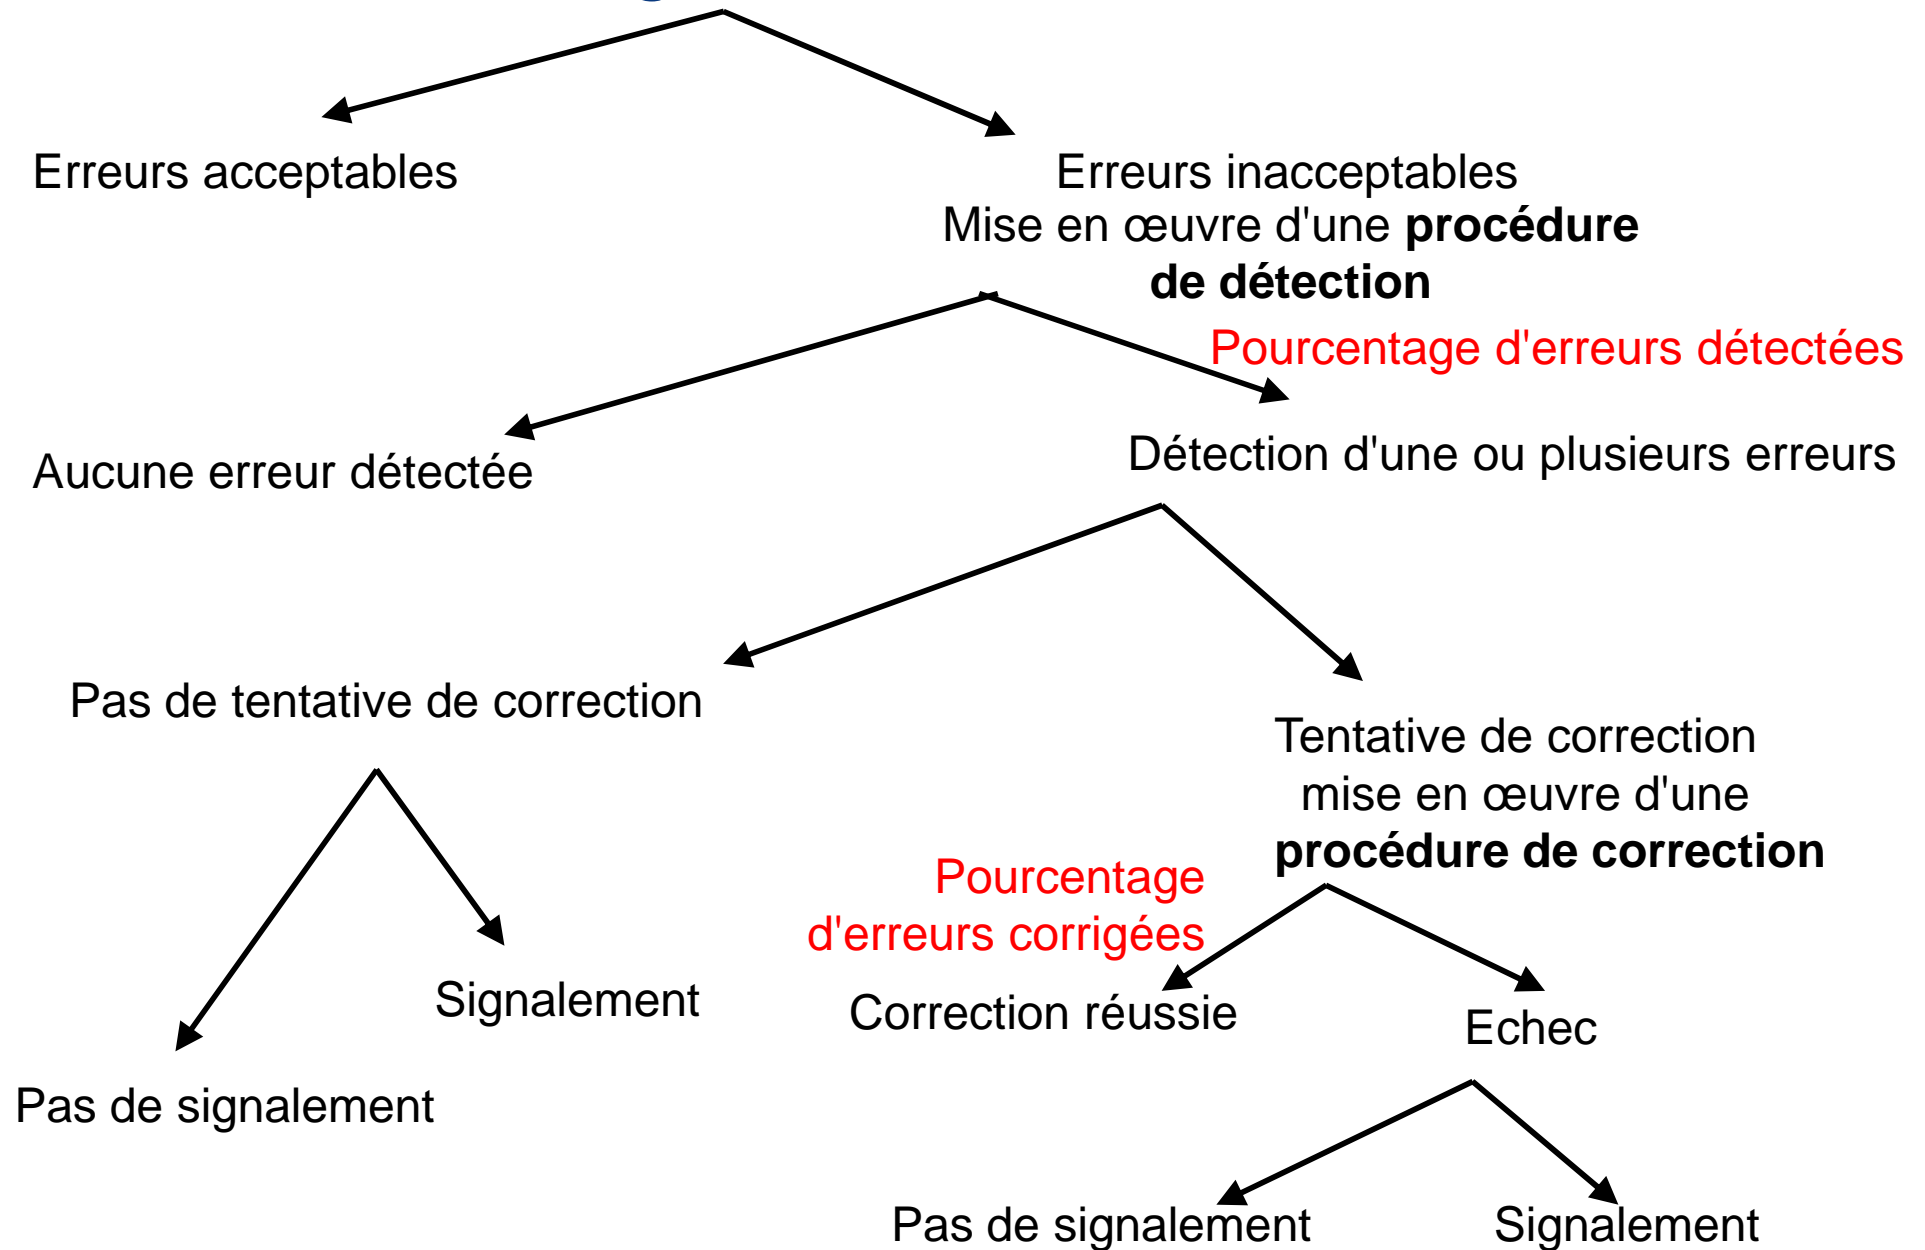 Erreurs acceptables
Erreurs inacceptables
Mise en œuvre d'une procédure
de détection
Pourcentage d'erreurs détectées
Aucune erreur détectée
Détection d'une ou plusieurs erreurs
Pas de tentative de correction
Tentative de correction
mise en œuvre d'une
procédure de correction
Pourcentage
d'erreurs corrigées
Signalement
Correction réussie
Echec
Pas de signalement
Pas de signalement
Signalement